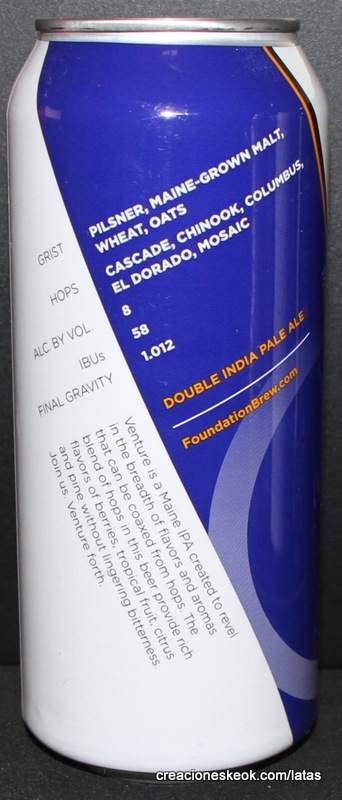 GRIST
PILSNER, MAINE-GROWN MALT,
WHEAT, OATS
HOPS
CASCADE, CHINOOK, COLUMBUS,
EL DORADO, MOSAIC
ALC. BY VOL.
8
IBUs
58
FINAL GRAVITY
1.012
DOUBLE INDIA PALE ALE
FoundationBrew.com
Venture is a Maine IPA created to revel
in the breadth of flavors and aromas
that can be coaxed from hops. The
blend of hops in this beer provide rich
flavors of berries, tropical fruit, citrus
and pine without lingering bitterness.
Join us. Venture forth.
creacioneskeok.com/latas